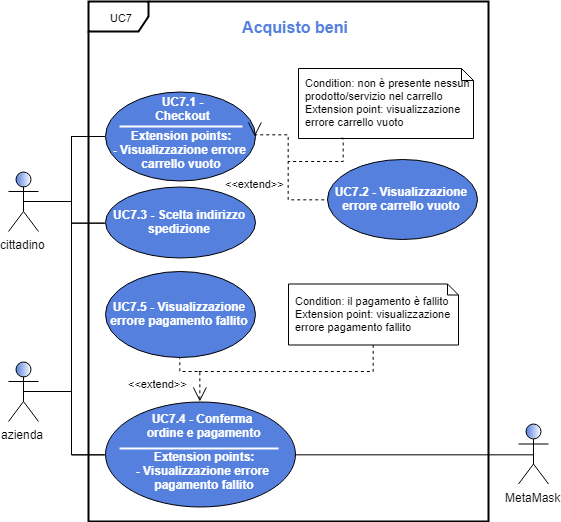 UC7
Acquisto beni
Condition: non è presente nessun
prodotto/servizio nel carrello
Extension point: visualizzazione
errore carrello vuoto
UC7.1 -
Checkout
Extension points:
- Visualizzazione errore
carrello vuoto
<<extend>>
UC7.2 - Visualizzazione
errore carrello vuoto
cittadino
UC7.3 - Scelta indirizzo
spedizione
UC7.5 - Visualizzazione
errore pagamento fallito
Condition: il pagamento è fallito
Extension point: visualizzazione
errore pagamento fallito
<<extend>>
azienda
UC7.4 - Conferma
ordine e pagamento
Extension points:
- Visualizzazione errore
pagamento fallito
MetaMask